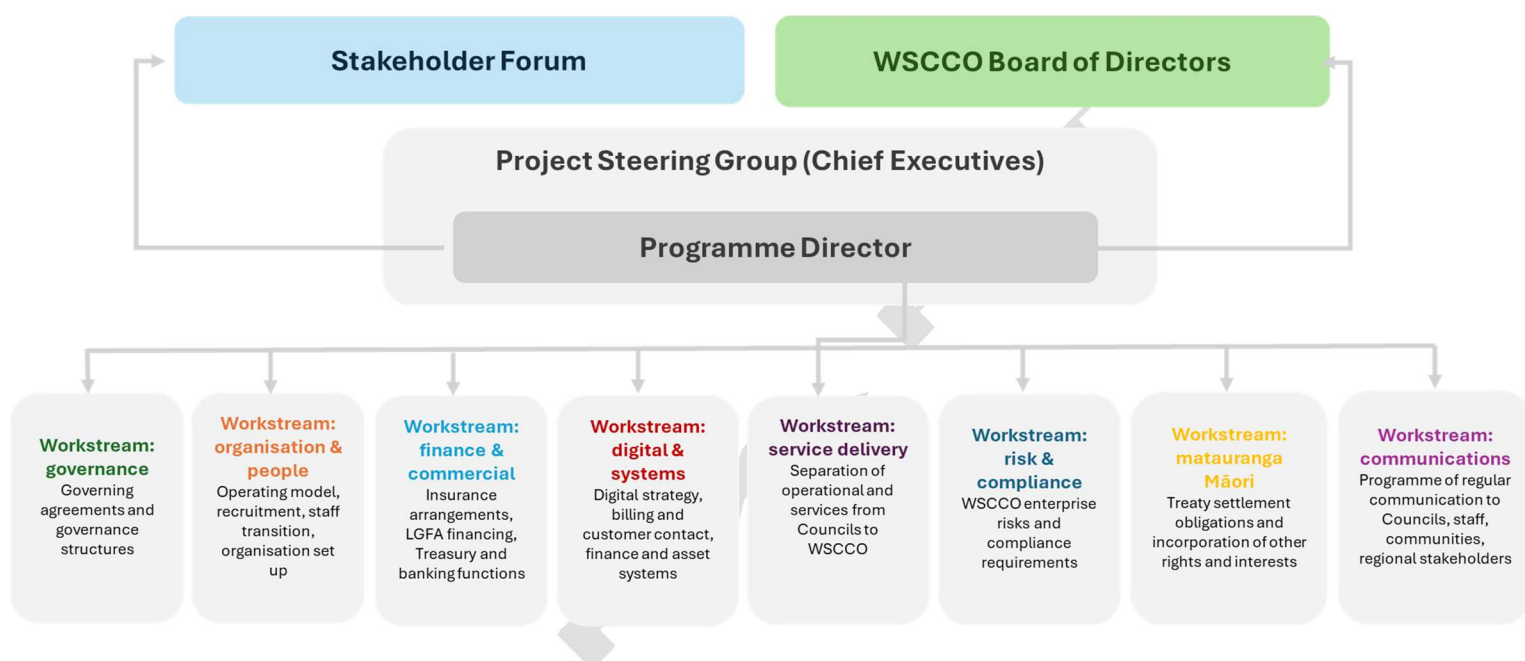 Stakeholder Forum
WSCCO Board of Directors
Project Steering Group (Chief Executives)
Programme Director
Workstream:
governance
Governing
agreements and
governance
structures
Workstream:
organisation &
people
Operating model,
recruitment, staff
transition,
organisation set
up
Workstream:
finance &
commercial
Insurance
arrangements,
LGFA financing,
Treasury and
banking functions
Workstream:
digital &
systems
Digital strategy,
billing and
customer contact,
finance and asset
systems
Workstream:
service delivery
Separation of
operational and
services from
Councils to
WSCCO
Workstream:
risk &
compliance
WSCCO enterprise
risks and
compliance
requirements
Workstream:
matauranga
Māori
Treaty settlement
obligations and
incorporation of other
rights and interests
Workstream:
communications
Programme of regular
communication to
Councils, staff,
communities,
regional stakeholders